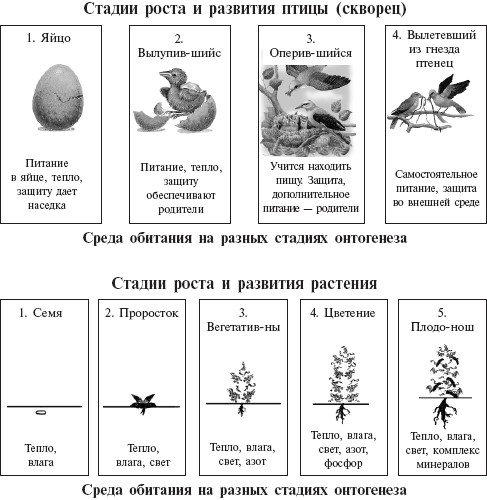 Стадии роста и развития птицы (скворец)
1. Яйцо
Питание
в яйце, тепло,
защиту дает
наседка
2.
Вылупив-шийс
Питание, тепло,
защиту
обеспечивают
родители
3.
Оперив-шийся
Учится находить
пищу. Защита,
дополнительное
питание — родители
4. Вылетевший
из гнезда
птенец
Самостоятельное
питание, защита
во внешней среде
Среда обитания на разных стадиях онтогенеза
Стадии роста и развития растения
1. Семя
Тепло,
влага
2. Проросток
Тепло,
влага, свет
3.
Вегетатив-ны
Тепло, влага,
свет, азот
4. Цветение
Тепло, влага,
свет, азот,
фосфор
5.
Плодо-нош
Тепло, влага,
свет, комплекс
минералов
Среда обитания на разных стадиях онтогенеза